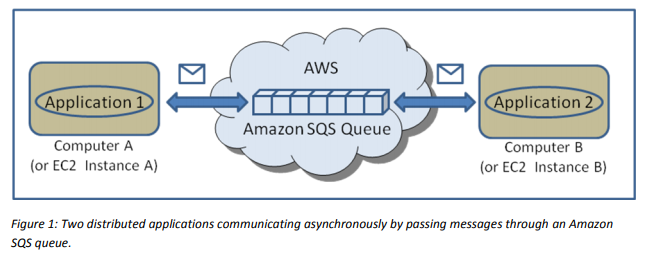 AWS
Application 1
Amazon SQS Queue
Application 2
Computer A
(or EC2 Instance A)
Computer B
(or EC2 Instance B)
Figure 1: Two distributed applications communicating asynchronously by passing messages through an Amazon
SQS queue.